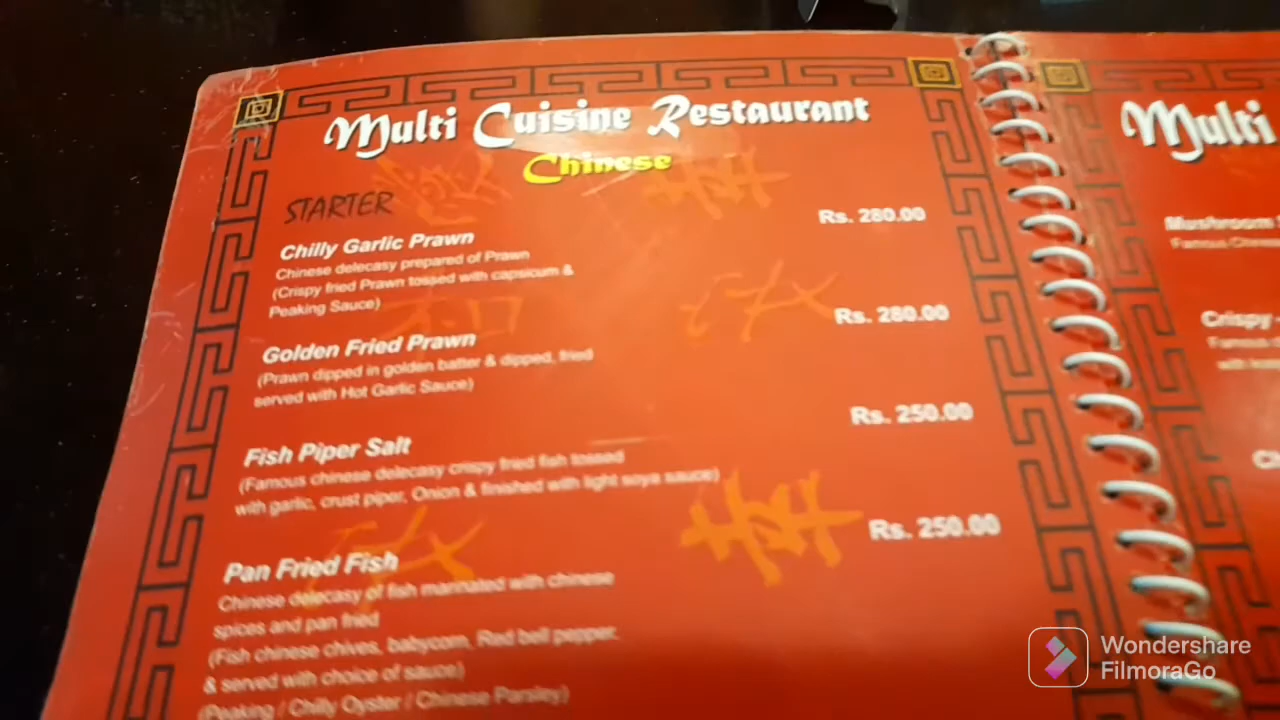 Multi Cuisine Restaurant
Chinese
STARTER
Chilly Garlic Prawn Rs. 280.00
Chinese delecasy prepared of Prawn
(Crispy fried Prawn tossed with capsicum &
Peaking Sauce)
Golden Fried Prawn Rs. 280.00
(Prawn dipped in golden batter & dipped, fried
served with Hot Garlic Sauce)
Fish Piper Salt Rs. 250.00
(Famous chinese delecasy crispy fried fish tossed
with garlic, crust piper, Onion & finished with light soya sauce)
Pan Fried Fish Rs. 250.00
Chinese delecasy of fish marinated with chinese
spices and pan fried
(Fish chinese chives, babycorn, Red bell pepper,
& served with choice of sauce)
(Peaking / Chilly Oyster / Chinese Parsley)
Multi
Mushroom
Famous
Crispy
Famous
Wondershare
FilmoraGo